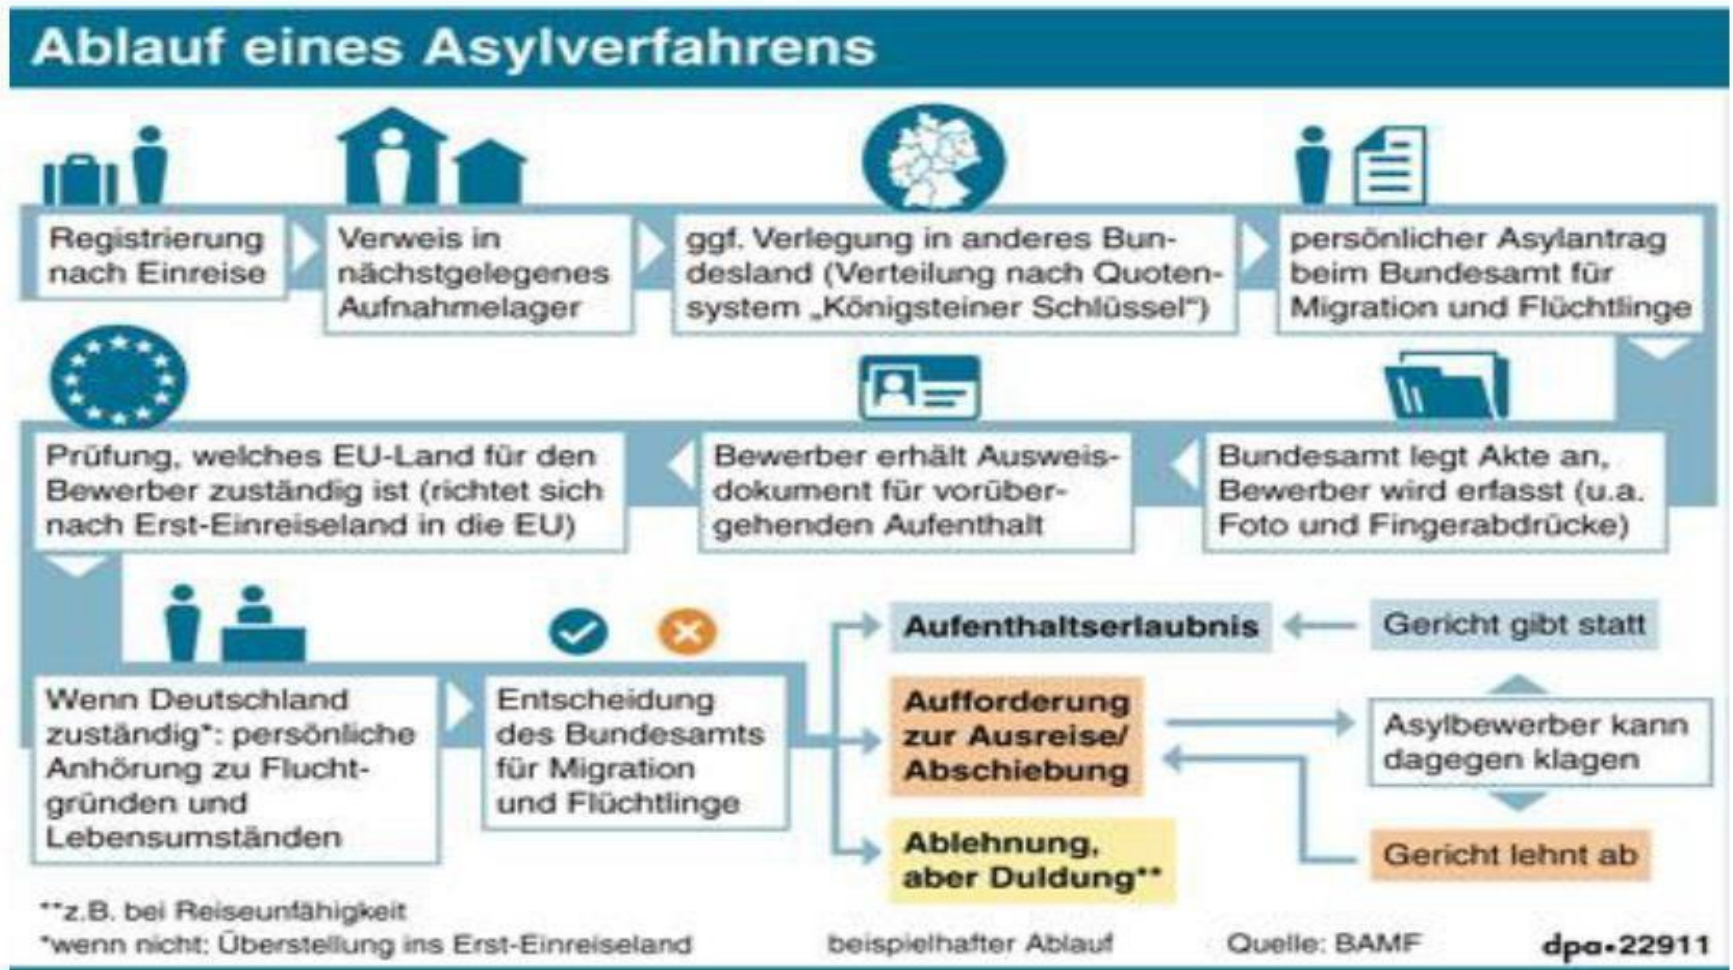 Ablauf eines Asylverfahrens
Registrierung
nach Einreise
Verweis in
nächstgelegenes
Aufnahmelager
ggf. Verlegung in anderes Bun-
desland (Verteilung nach Quoten-
system „Königsteiner Schlüssel“)
persönlicher Asylantrag
beim Bundesamt für
Migration und Flüchtlinge
Bundesamt legt Akte an,
Bewerber wird erfasst (u.a.
Foto und Fingerabdrücke)
Bewerber erhält Ausweis-
dokument für vorüber-
gehenden Aufenthalt
Prüfung, welches EU-Land für den
Bewerber zuständig ist (richtet sich
nach Erst-Einreiseland in die EU)
Wenn Deutschland
zuständig*: persönliche
Anhörung zu Flucht-
gründen und
Lebensumständen
Entscheidung
des Bundesamts
für Migration
und Flüchtlinge
Aufenthaltserlaubnis
Aufforderung
zur Ausreise/
Abschiebung
Ablehnung,
aber Duldung**
Gericht gibt statt
Asylbewerber kann
dagegen klagen
Gericht lehnt ab
**z.B. bei Reiseunfähigkeit
*wenn nicht: Überstellung ins Erst-Einreiseland
beispielhafter Ablauf
Quelle: BAMF
dpa•22911